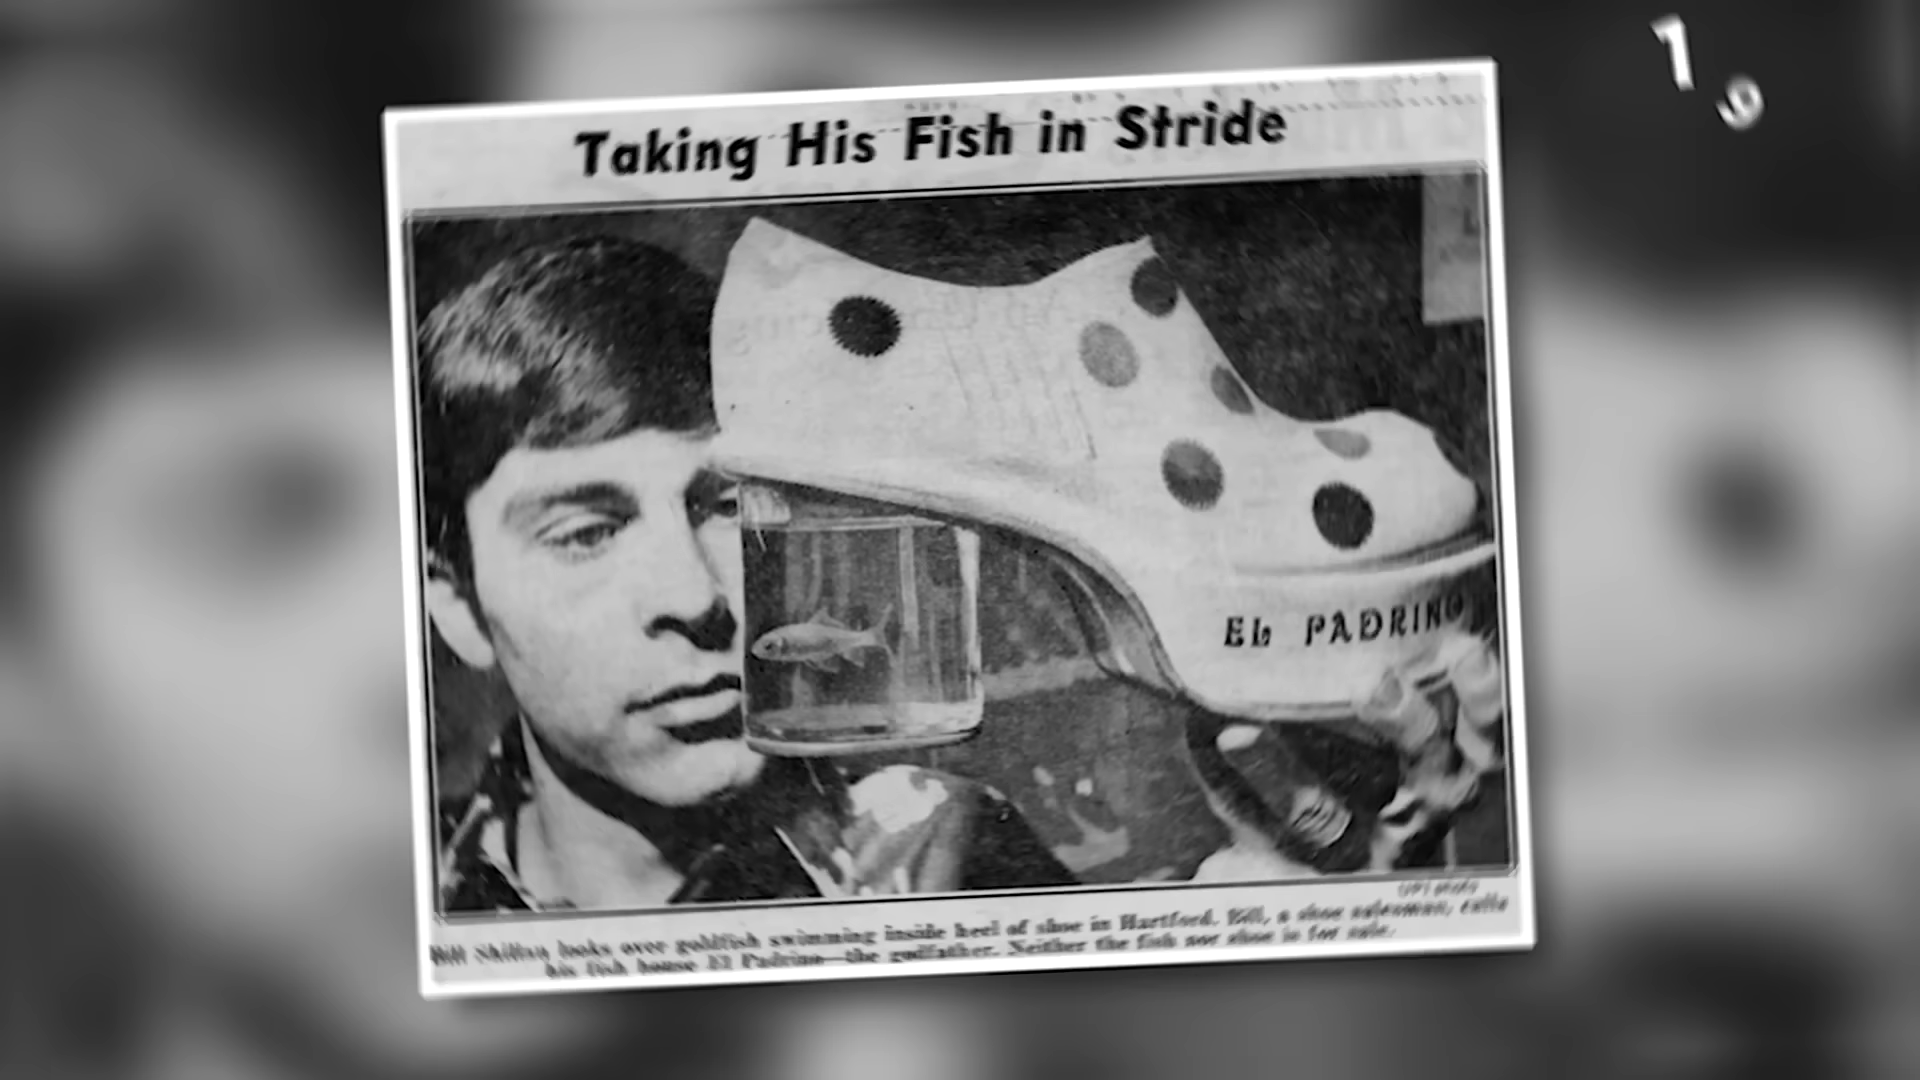 1
9
Taking His Fish in Stride
EL PADRINO
UPI photo
Bill looks over goldfish swimming inside heel of shoe in Hartford. Bill, a shoe salesman, calls
his fish house El Padrino—the godfather. Neither the fish nor shoe is for sale.